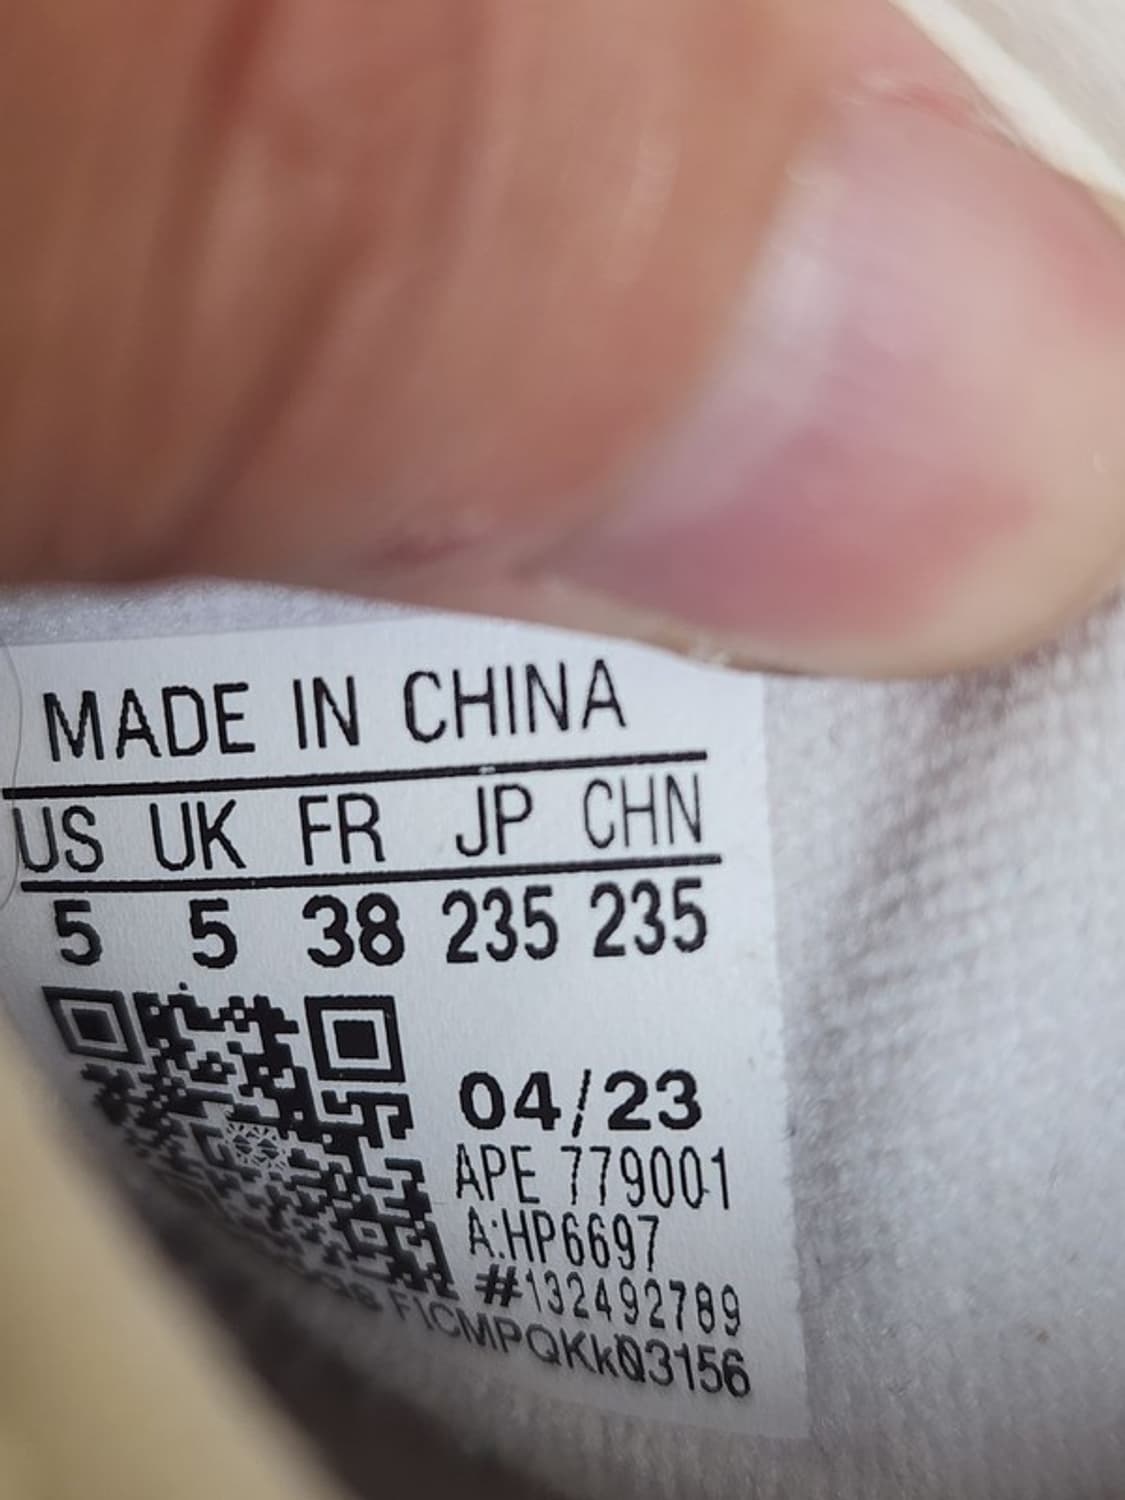 MADE IN CHINA
US UK FR JP CHN
5 5 38 235 235
04/23
APE 779001
A:HP6697
#132492789
F1CMPQKkQ3156